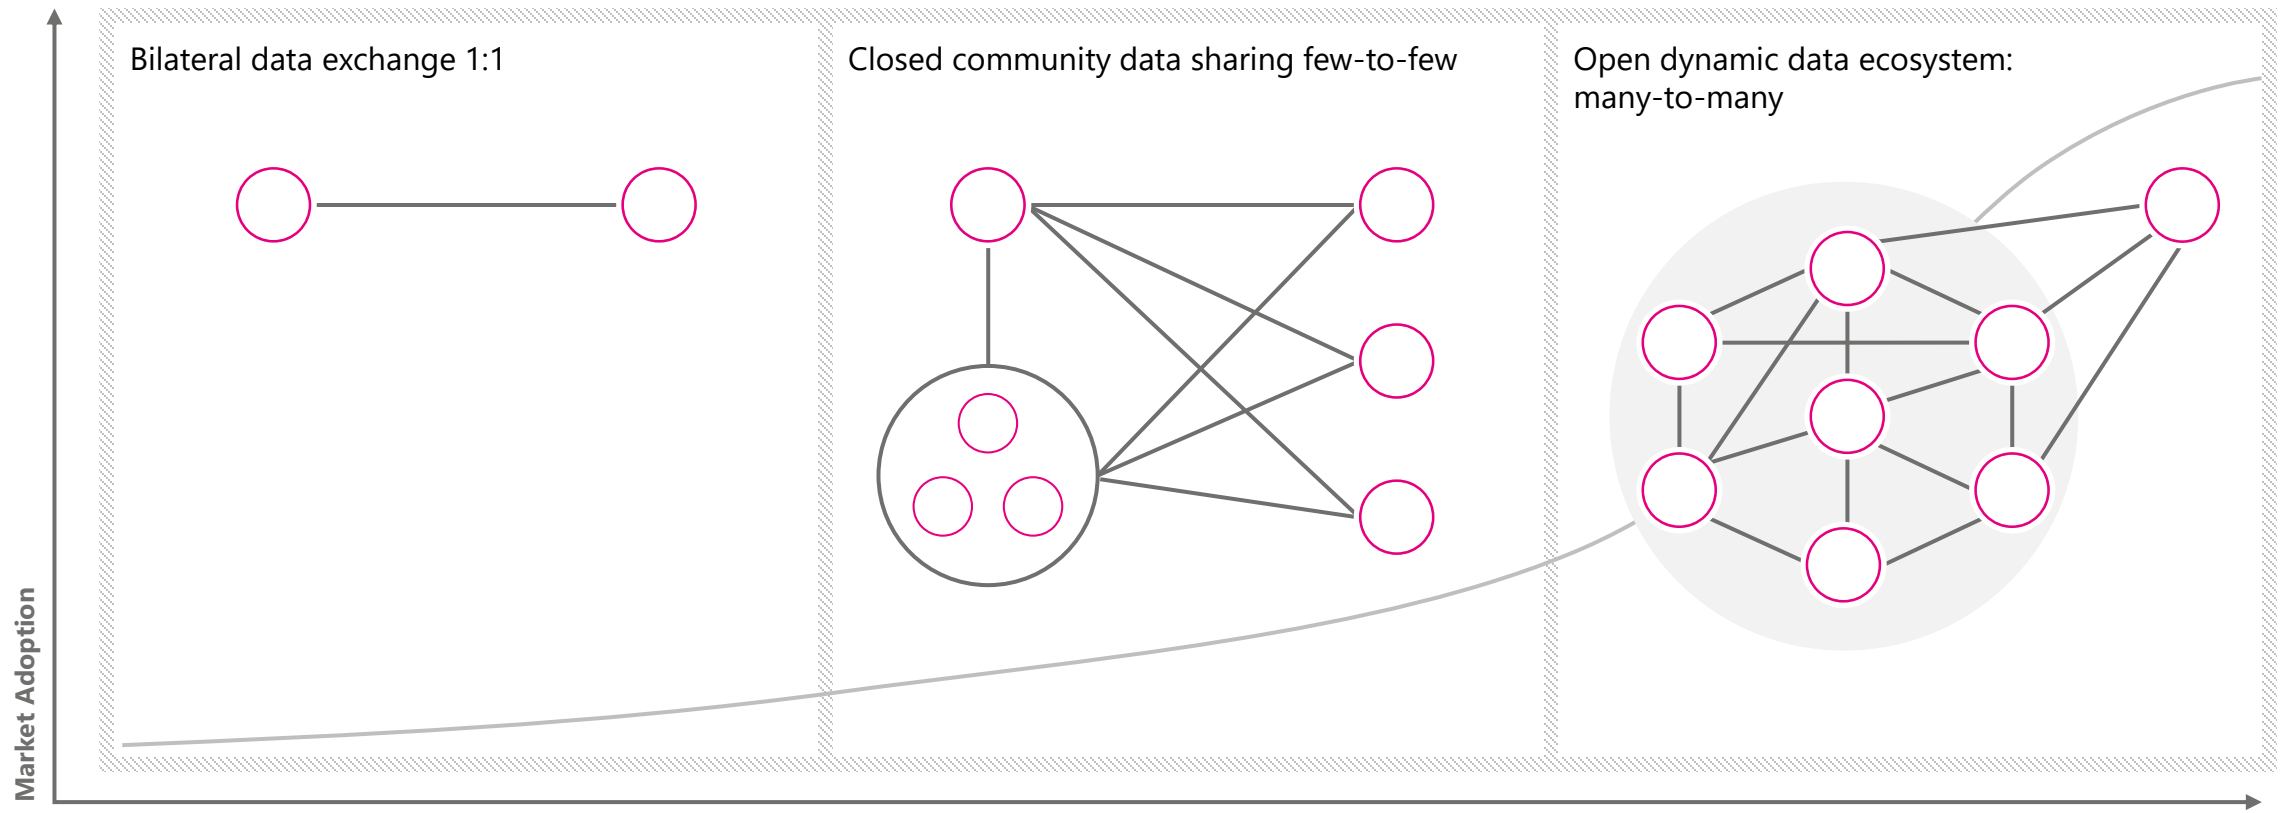 Bilateral data exchange 1:1
Closed community data sharing few-to-few
Open dynamic data ecosystem:
many-to-many
Market Adoption